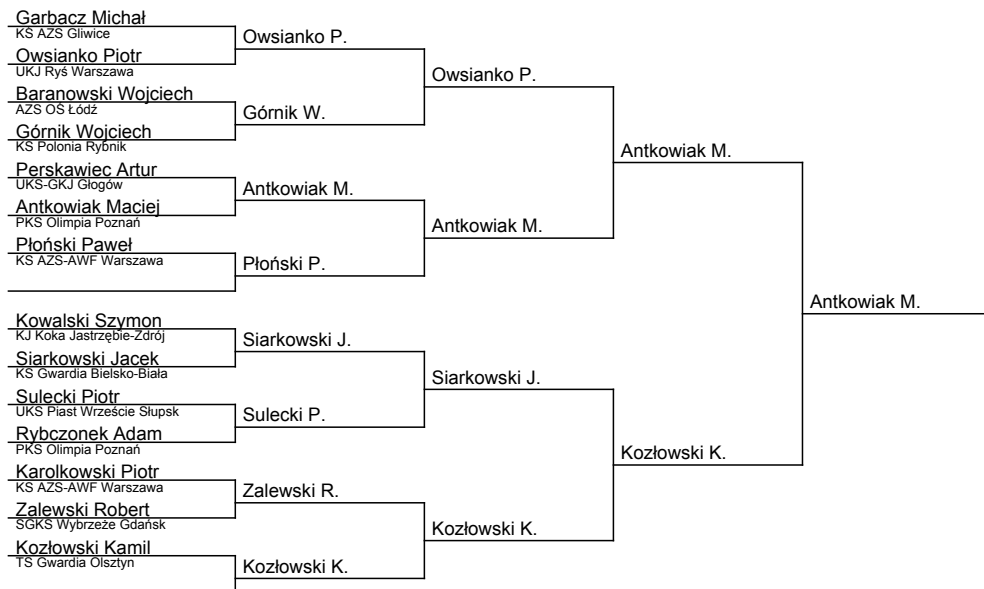 Garbacz Michał
KS AZS Gliwice
Owsianko P.
Owsianko Piotr
UKJ Ryś Warszawa
Owsianko P.
Baranowski Wojciech
AZS OŚ Łódź
Górnik W.
Górnik Wojciech
KS Polonia Rybnik
Antkowiak M.
Perskawiec Artur
UKS-GKJ Głogów
Antkowiak M.
Antkowiak Maciej
PKS Olimpia Poznań
Antkowiak M.
Płoński Paweł
KS AZS-AWF Warszawa
Płoński P.
Antkowiak M.
Kowalski Szymon
KJ Koka Jastrzębie-Zdrój
Siarkowski J.
Siarkowski Jacek
KS Gwardia Bielsko-Biała
Siarkowski J.
Sulecki Piotr
UKS Piast Wrzeście Słupsk
Sulecki P.
Rybczonek Adam
PKS Olimpia Poznań
Kozłowski K.
Karolkowski Piotr
KS AZS-AWF Warszawa
Zalewski R.
Zalewski Robert
SGKS Wybrzeże Gdańsk
Kozłowski K.
Kozłowski Kamil
TS Gwardia Olsztyn
Kozłowski K.